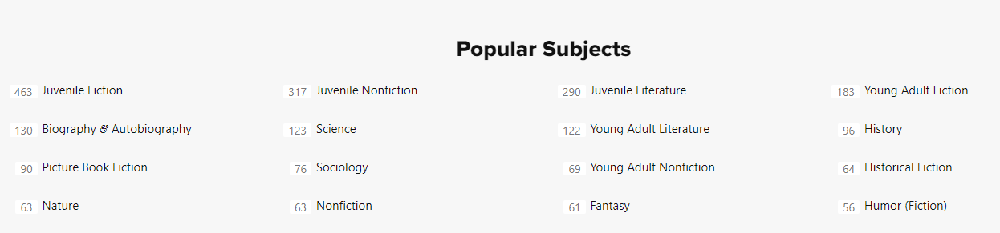 Popular Subjects
463 Juvenile Fiction 317 Juvenile Nonfiction 290 Juvenile Literature 183 Young Adult Fiction
130 Biography & Autobiography 123 Science 122 Young Adult Literature 96 History
90 Picture Book Fiction 76 Sociology 69 Young Adult Nonfiction 64 Historical Fiction
63 Nature 63 Nonfiction 61 Fantasy 56 Humor (Fiction)